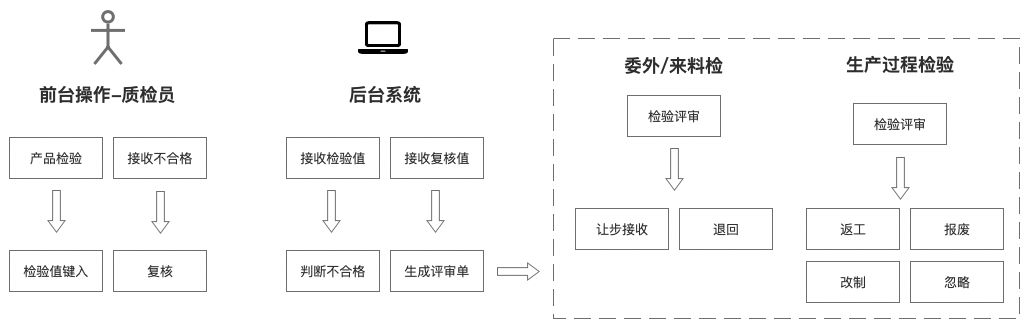 前台操作-质检员
产品检验
接收不合格
检验值键入
复核
后台系统
接收检验值
接收复核值
判断不合格
生成评审单
委外/来料检
检验评审
让步接收
退回
生产过程检验
检验评审
返工
报废
改制
忽略